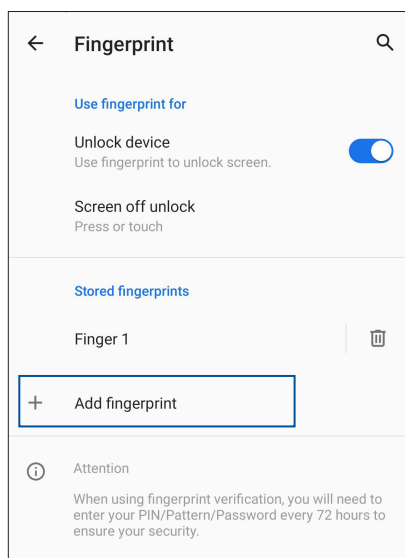 Fingerprint
Use fingerprint for
Unlock device
Use fingerprint to unlock screen.
Screen off unlock
Press or touch
Stored fingerprints
Finger 1
Add fingerprint
Attention
When using fingerprint verification, you will need to
enter your PIN/Pattern/Password every 72 hours to
ensure your security.